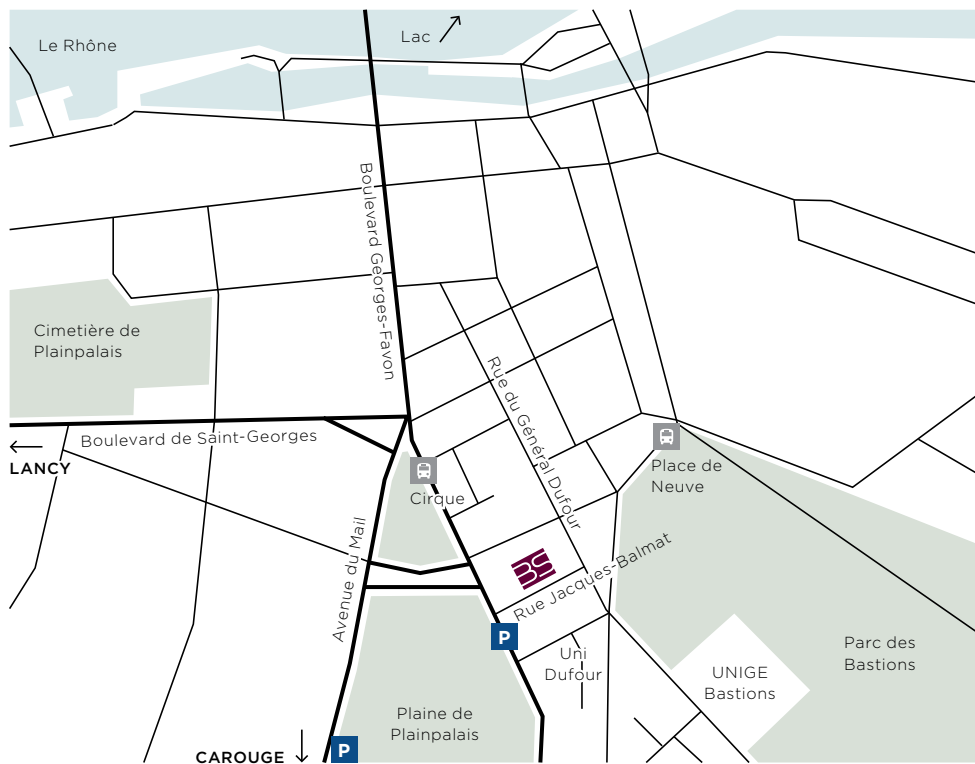 Le Rhône
Lac
Boulevard Georges-Favon
Cimetière de
Plainpalais
Rue du Général Dufour
Boulevard de Saint-Georges
LANCY
Cirque
Place de
Neuve
Avenue du Mail
BS
Rue Jacques-Balmat
P
Uni
Dufour
Parc des
Bastions
UNIGE
Bastions
Plaine de
Plainpalais
CAROUGE
P